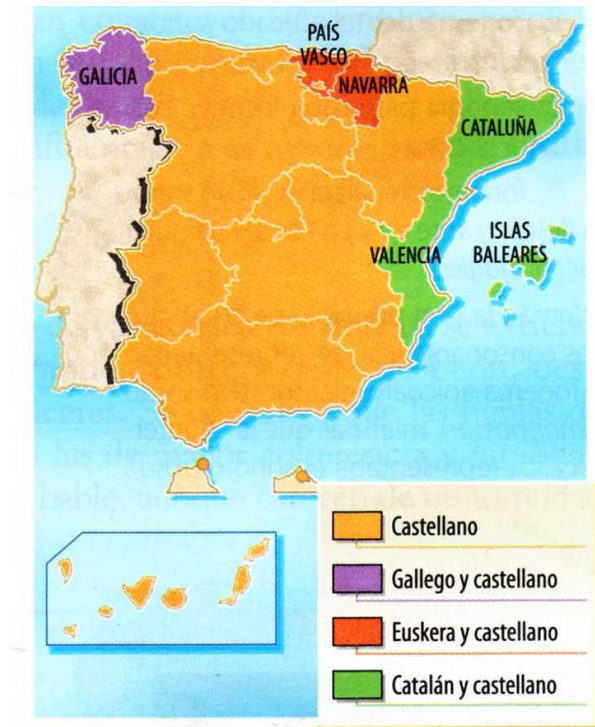 PAÍS
VASCO
GALICIA
NAVARRA
CATALUÑA
ISLAS
BALEARES
VALENCIA
Castellano
Gallego y castellano
Euskera y castellano
Catalán y castellano